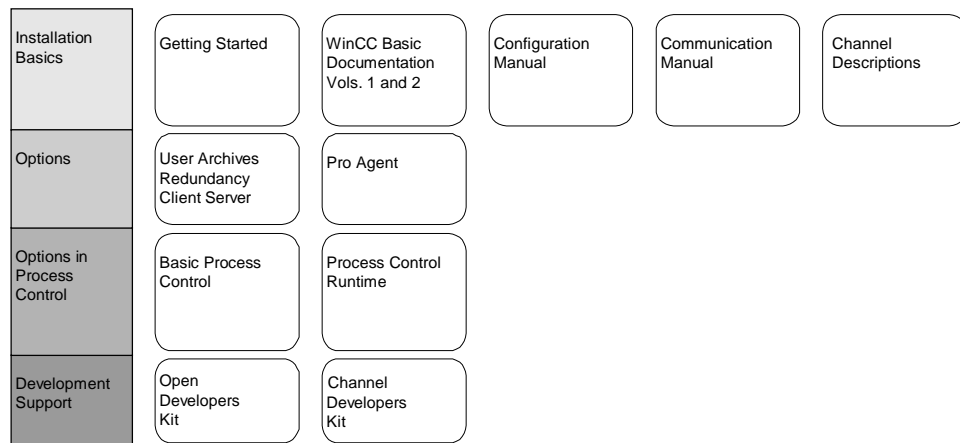 Installation
Basics
Getting Started
WinCC Basic
Documentation
Vols. 1 and 2
Configuration
Manual
Communication
Manual
Channel
Descriptions
Options
User Archives
Redundancy
Client Server
Pro Agent
Options in
Process
Control
Basic Process
Control
Process Control
Runtime
Development
Support
Open
Developers
Kit
Channel
Developers
Kit